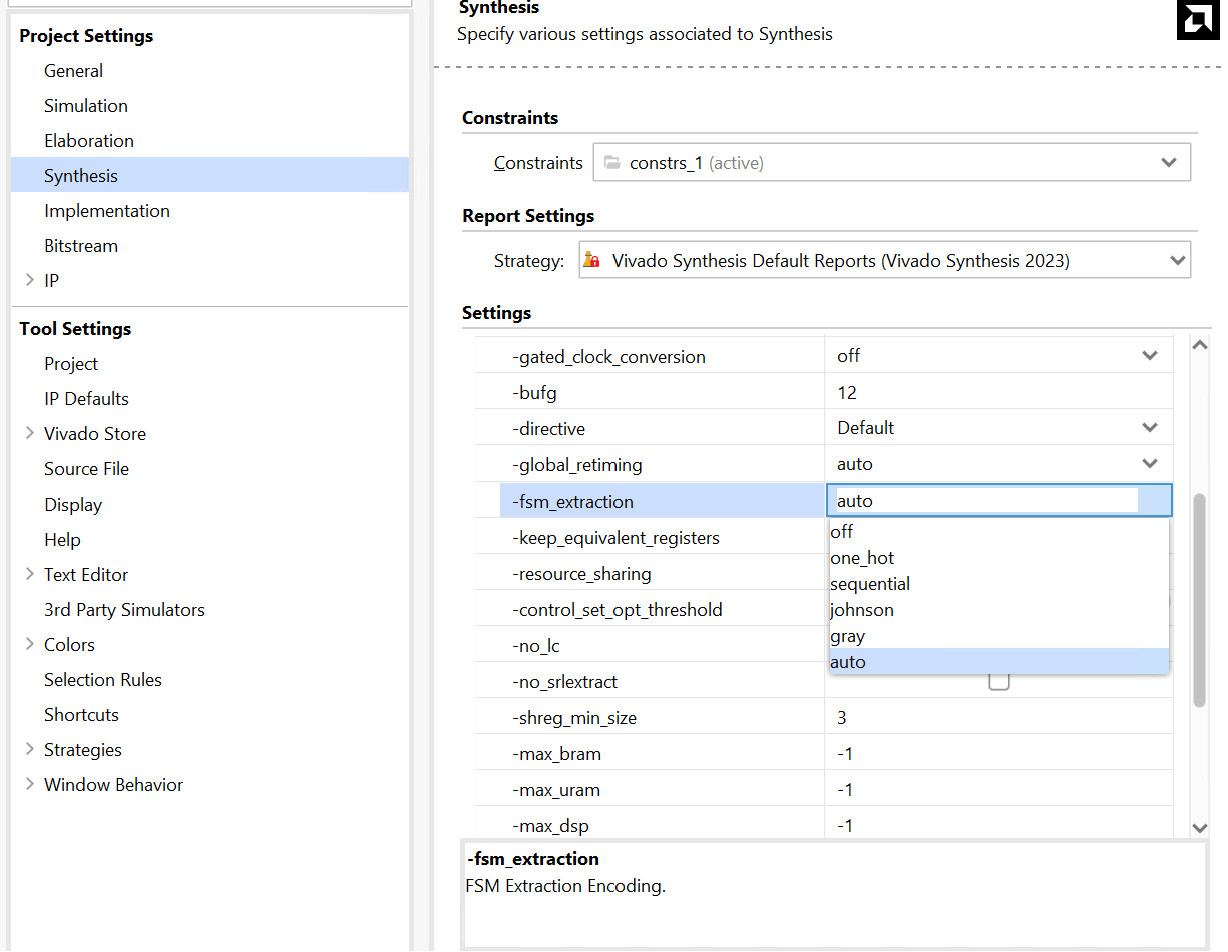 Project Settings
General
Simulation
Elaboration
Synthesis
Implementation
Bitstream
IP
Tool Settings
Project
IP Defaults
Vivado Store
Source File
Display
Help
Text Editor
3rd Party Simulators
Colors
Selection Rules
Shortcuts
Strategies
Window Behavior
Synthesis
Specify various settings associated to Synthesis
Constraints
Constraints constrs_1 (active)
Report Settings
Strategy: Vivado Synthesis Default Reports (Vivado Synthesis 2023)
Settings
-gated_clock_conversion off
-bufg 12
-directive Default
-global_retiming auto
-fsm_extraction auto
off
one_hot
sequential
johnson
gray
auto
-keep_equivalent_registers
-resource_sharing
-control_set_opt_threshold
-no_lc
-no_srlextract
-shreg_min_size 3
-max_bram -1
-max_uram -1
-max_dsp -1
-fsm_extraction
FSM Extraction Encoding.